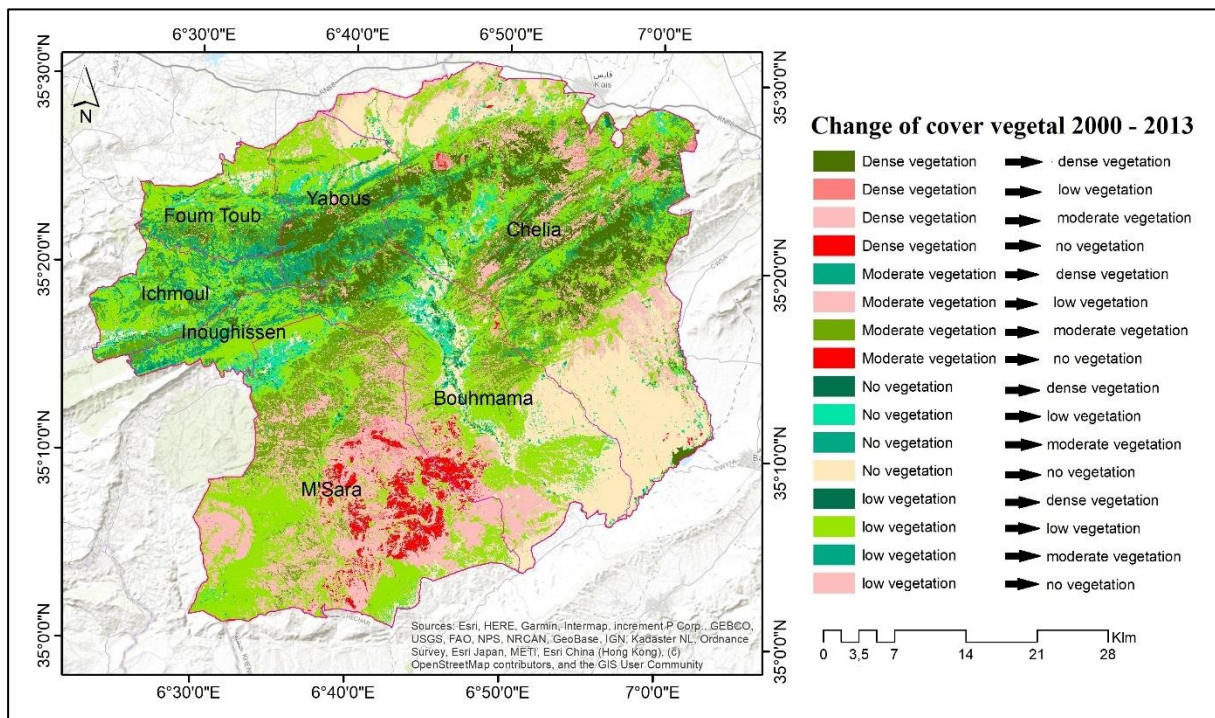 6°30'0"E 6°40'0"E 6°50'0"E 7°0'0"E
35°30'0"N 35°30'0"N
N
قايس
Kais
Change of cover vegetal 2000 - 2013
Dense vegetation dense vegetation
Dense vegetation low vegetation
Dense vegetation moderate vegetation
Dense vegetation no vegetation
Moderate vegetation dense vegetation
Moderate vegetation low vegetation
Moderate vegetation moderate vegetation
Moderate vegetation no vegetation
No vegetation dense vegetation
No vegetation low vegetation
No vegetation moderate vegetation
No vegetation no vegetation
low vegetation dense vegetation
low vegetation low vegetation
low vegetation moderate vegetation
low vegetation no vegetation
Yabous
Foum Toub
Chelia
35°20'0"N 35°20'0"N
Ichmoul
Inoughissen
Bouhmama
35°10'0"N 35°10'0"N
M'Sara
35°0'0"N 35°0'0"N
Sources: Esri, HERE, Garmin, Intermap, increment P Corp., GEBCO,
USGS, FAO, NPS, NRCAN, GeoBase, IGN, Kadaster NL, Ordnance
Survey, Esri Japan, METI, Esri China (Hong Kong), (c)
OpenStreetMap contributors, and the GIS User Community
Klm
0 3,5 7 14 21 28
6°30'0"E 6°40'0"E 6°50'0"E 7°0'0"E